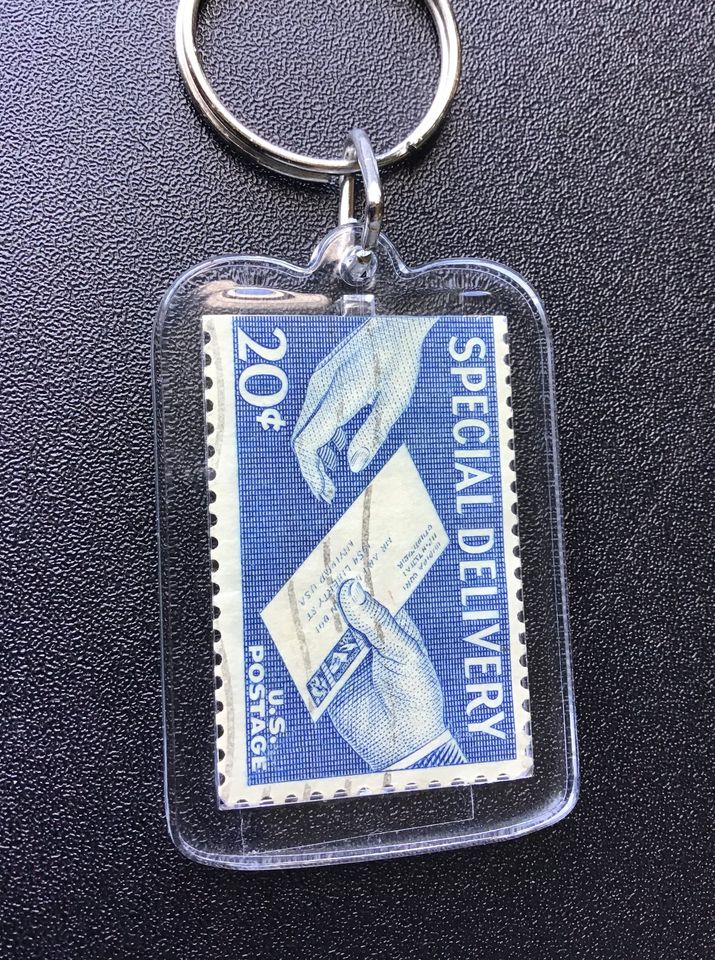 SPECIAL DELIVERY
20¢
U.S.
POSTAGE